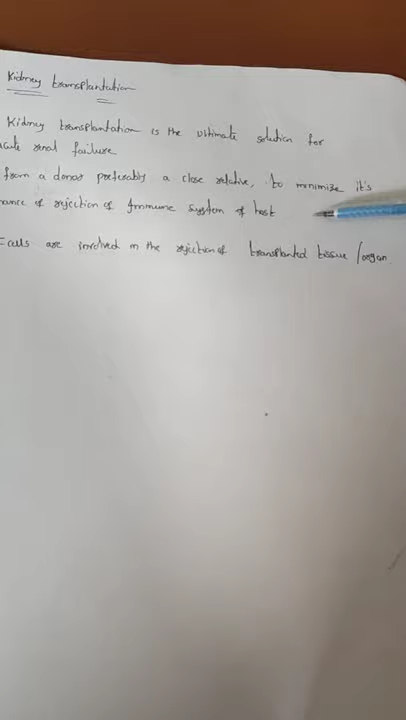 Kidney transplantation
Kidney transplantation is the ultimate solution for
acute renal failure
from a donor preferably a close relative, to minimize it's
hance of rejection of Immune system of host
cells are involved in the rejection of transplanted tissue /organ